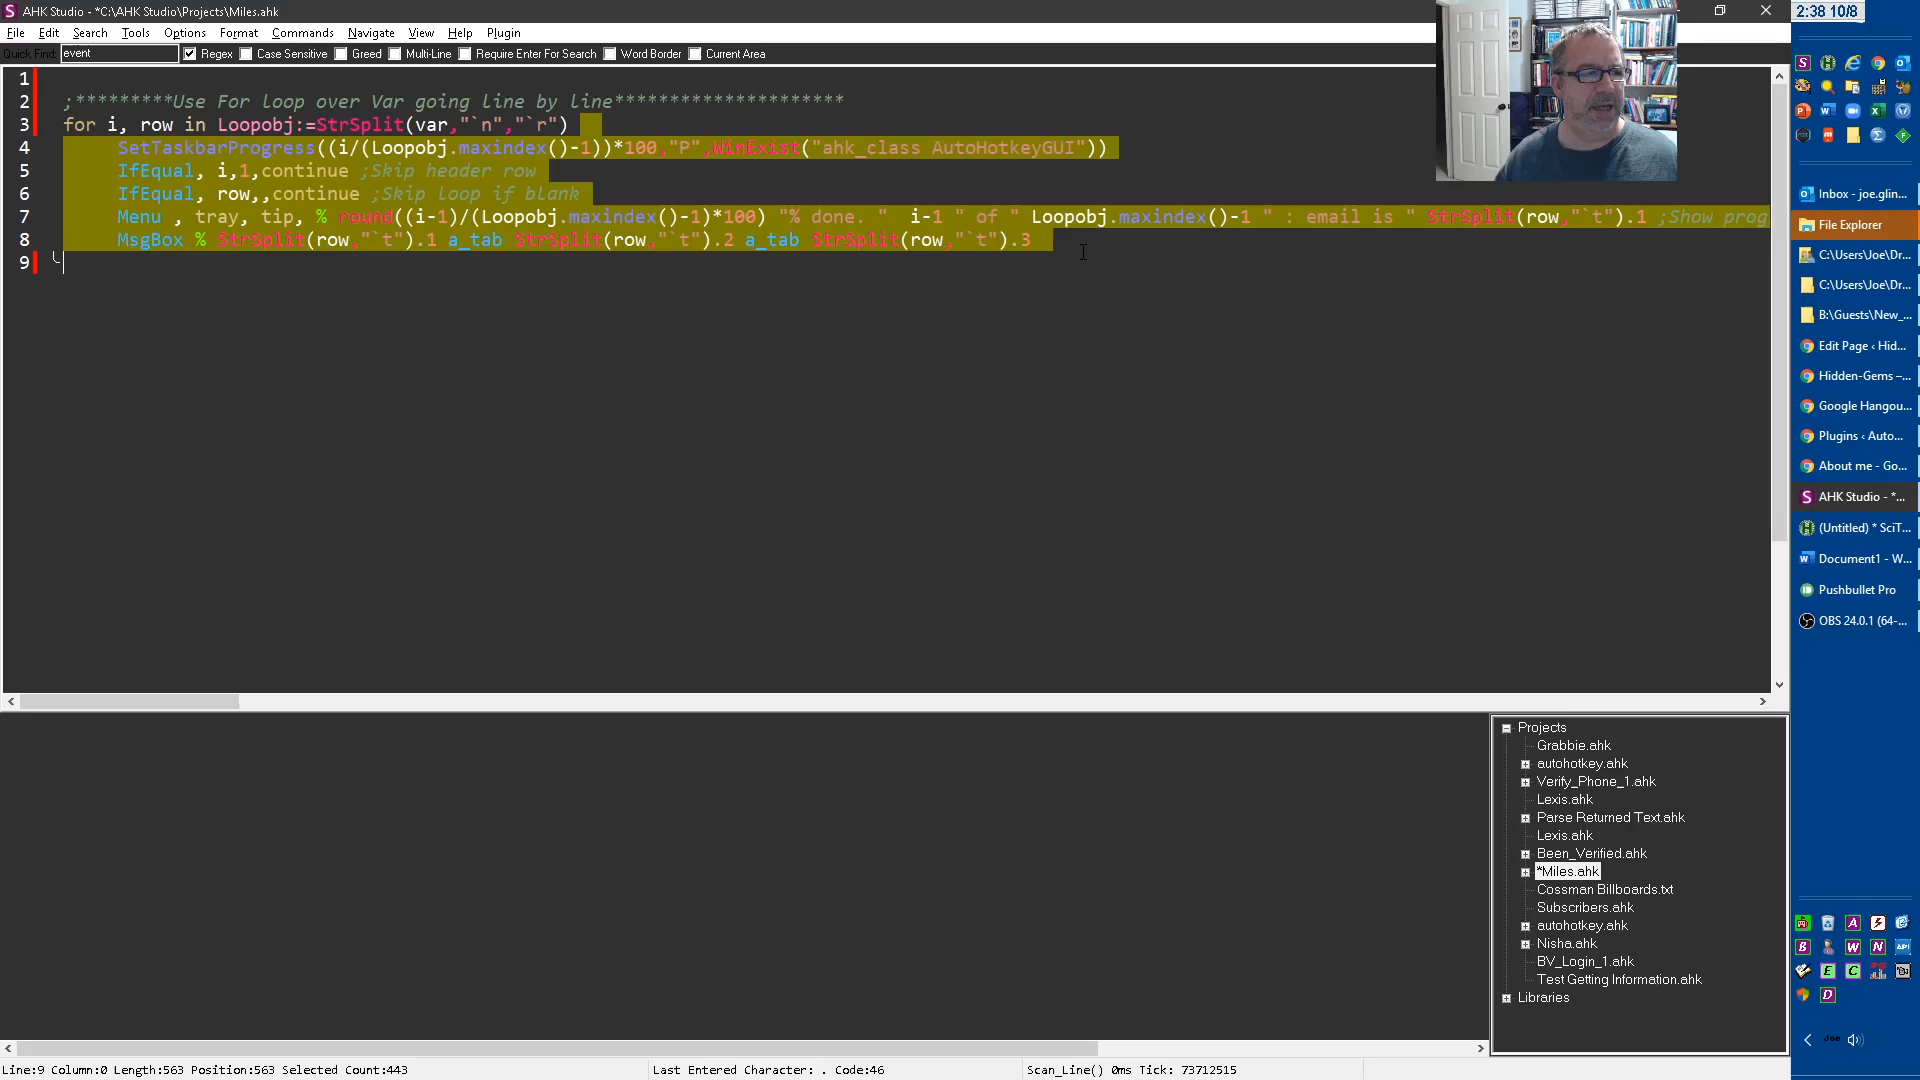 AHK Studio - *C:\AHK Studio\Projects\Miles.ahk
2:38 10/8
File Edit Search Tools Options Format Commands Navigate View Help Plugin
Quick Find: event Regex Case Sensitive Greed Multi-Line Require Enter For Search Word Border Current Area
1
2 ;*********Use For loop over Var going line by line*********************
3 for i, row in Loopobj:=StrSplit(var,"`n","`r")
4 SetTaskbarProgress((i/(Loopobj.maxindex()-1))*100,"P",WinExist("ahk_class AutoHotkeyGUI"))
5 IfEqual, i,1,continue ;Skip header row
6 IfEqual, row,,continue ;Skip loop if blank
7 Menu , tray, tip, % round((i-1)/(Loopobj.maxindex()-1)*100) "% done. " i-1 " of " Loopobj.maxindex()-1 " : email is " StrSplit(row,"`t").1 ;Show prog
8 MsgBox % StrSplit(row,"`t").1 a_tab StrSplit(row,"`t").2 a_tab StrSplit(row,"`t").3
9
Inbox - joe.glin...
File Explorer
C:\Users\Joe\Dr...
C:\Users\Joe\Dr...
B:\Guests\New_...
Edit Page ‹ Hid...
Hidden-Gems –...
Google Hangou...
Plugins ‹ Auto...
About me - Go...
AHK Studio - *...
(Untitled) * SciT...
Document1 - W...
Pushbullet Pro
OBS 24.0.1 (64-...
Projects
Grabbie.ahk
autohotkey.ahk
Verify_Phone_1.ahk
Lexis.ahk
Parse Returned Text.ahk
Lexis.ahk
Been_Verified.ahk
*Miles.ahk
Cossman Billboards.txt
Subscribers.ahk
autohotkey.ahk
Nisha.ahk
BV_Login_1.ahk
Test Getting Information.ahk
Libraries
Joe
Line:9 Column:0 Length:563 Position:563 Selected Count:443
Last Entered Character: . Code:46
Scan_Line() 0ms Tick: 73712515